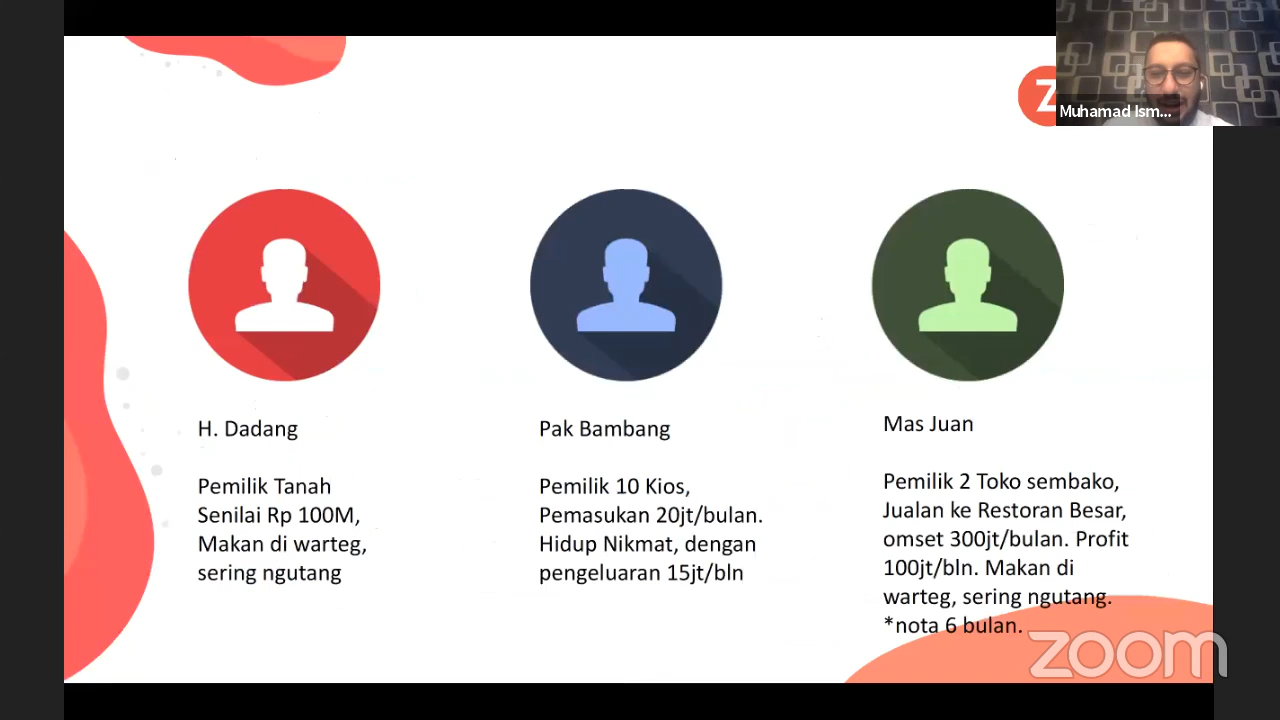 Z
Muhamad Ism...
H. Dadang
Pemilik Tanah
Senilai Rp 100M,
Makan di warteg,
sering ngutang
Pak Bambang
Pemilik 10 Kios,
Pemasukan 20jt/bulan.
Hidup Nikmat, dengan
pengeluaran 15jt/bln
Mas Juan
Pemilik 2 Toko sembako,
Jualan ke Restoran Besar,
omset 300jt/bulan. Profit
100jt/bln. Makan di
warteg, sering ngutang.
*nota 6 bulan.
zoom